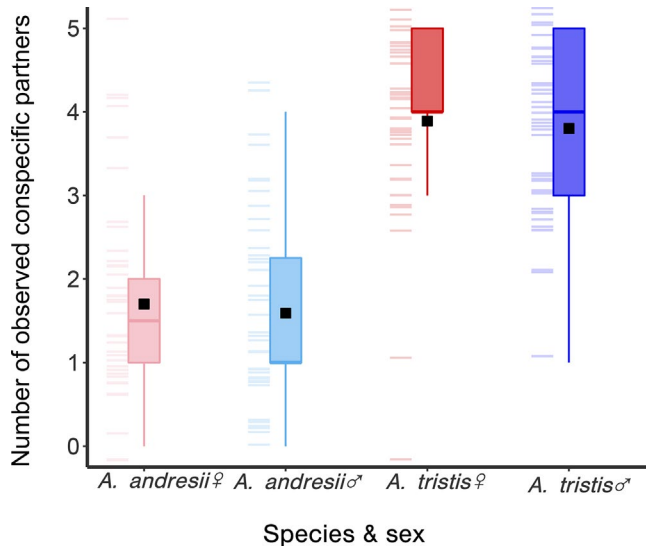 Number of observed conspecific partners
5
4
3
2
1
0
A. andresii♀ A. andresii♂ A. tristis♀ A. tristis♂
Species & sex